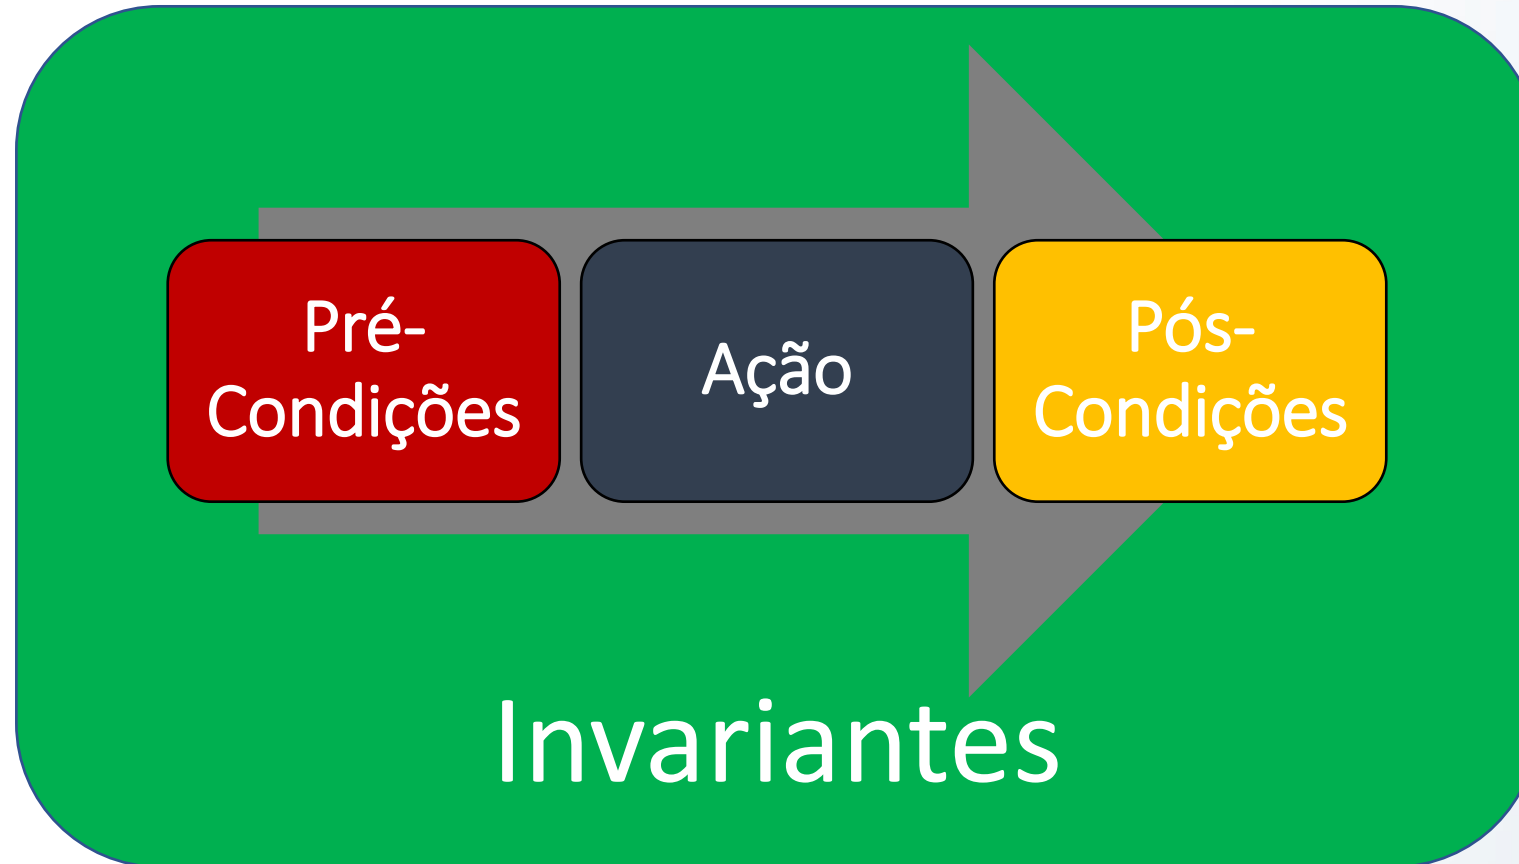 Pré-
Condições
Ação
Pós-
Condições
Invariantes